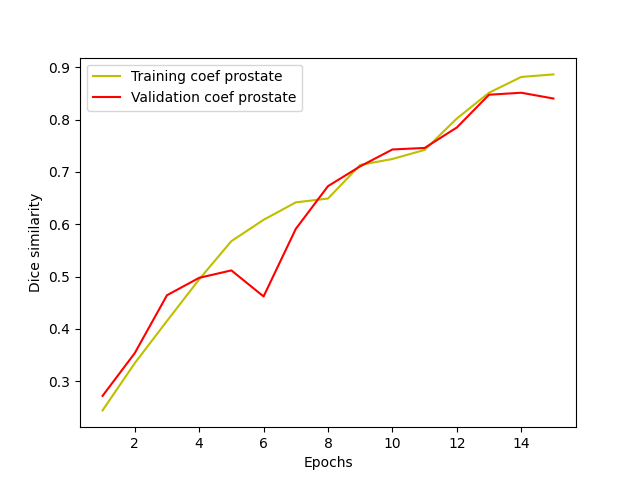 Training coef prostate
Validation coef prostate
Dice similarity
0.9
0.8
0.7
0.6
0.5
0.4
0.3
2 4 6 8 10 12 14
Epochs